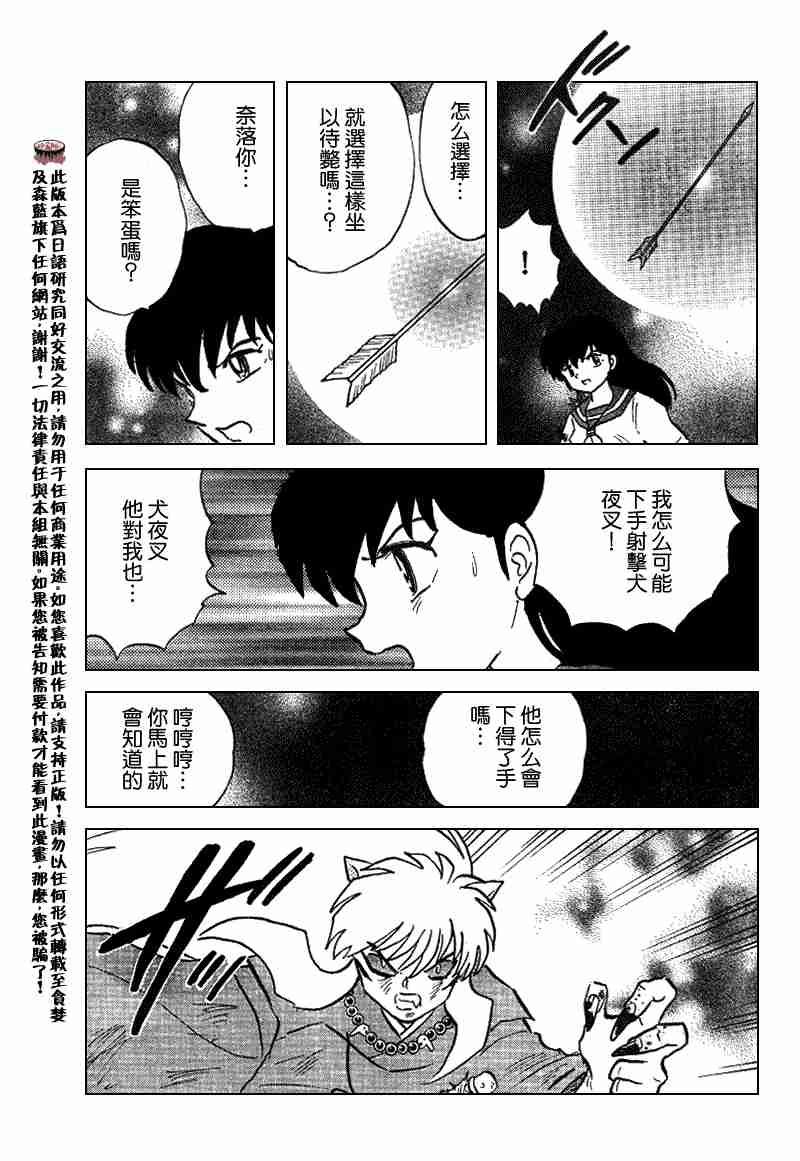 ドクン
！
怎么選擇…
就選擇這樣坐
以待斃嗎…？
奈落你…
是笨蛋嗎？
我怎么可能
下手射擊犬
夜叉！
犬夜叉
他對我也…
他怎么會
下得了手
嗎…
哼哼哼…
你馬上就
會知道的
此版本爲日語研究同好交流之用，請勿用于任何商業用途。如您喜歡此作品，請支持正版！請勿以任何形式轉載至貪婪
及森藍旗下任何網站，謝謝！一切法律責任與本組無關。如果您被告知需要付款才能看到此漫畫，那麼，您被騙了！